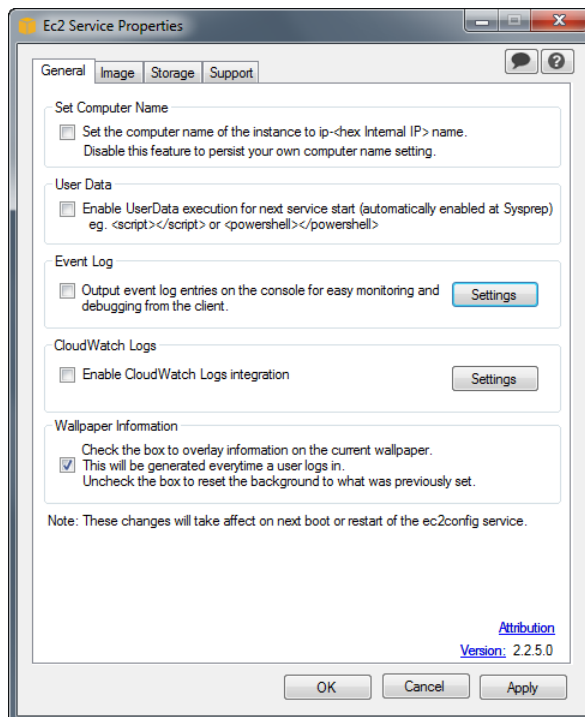 Ec2 Service Properties
General Image Storage Support
Set Computer Name
Set the computer name of the instance to ip-<hex Internal IP> name.
Disable this feature to persist your own computer name setting.
User Data
Enable UserData execution for next service start (automatically enabled at Sysprep)
eg. <script></script> or <powershell></powershell>
Event Log
Output event log entries on the console for easy monitoring and
debugging from the client.
Settings
CloudWatch Logs
Enable CloudWatch Logs integration
Settings
Wallpaper Information
Check the box to overlay information on the current wallpaper.
This will be generated everytime a user logs in.
Uncheck the box to reset the background to what was previously set.
Note: These changes will take affect on next boot or restart of the ec2config service.
Attribution
Version: 2.2.5.0
OK Cancel Apply